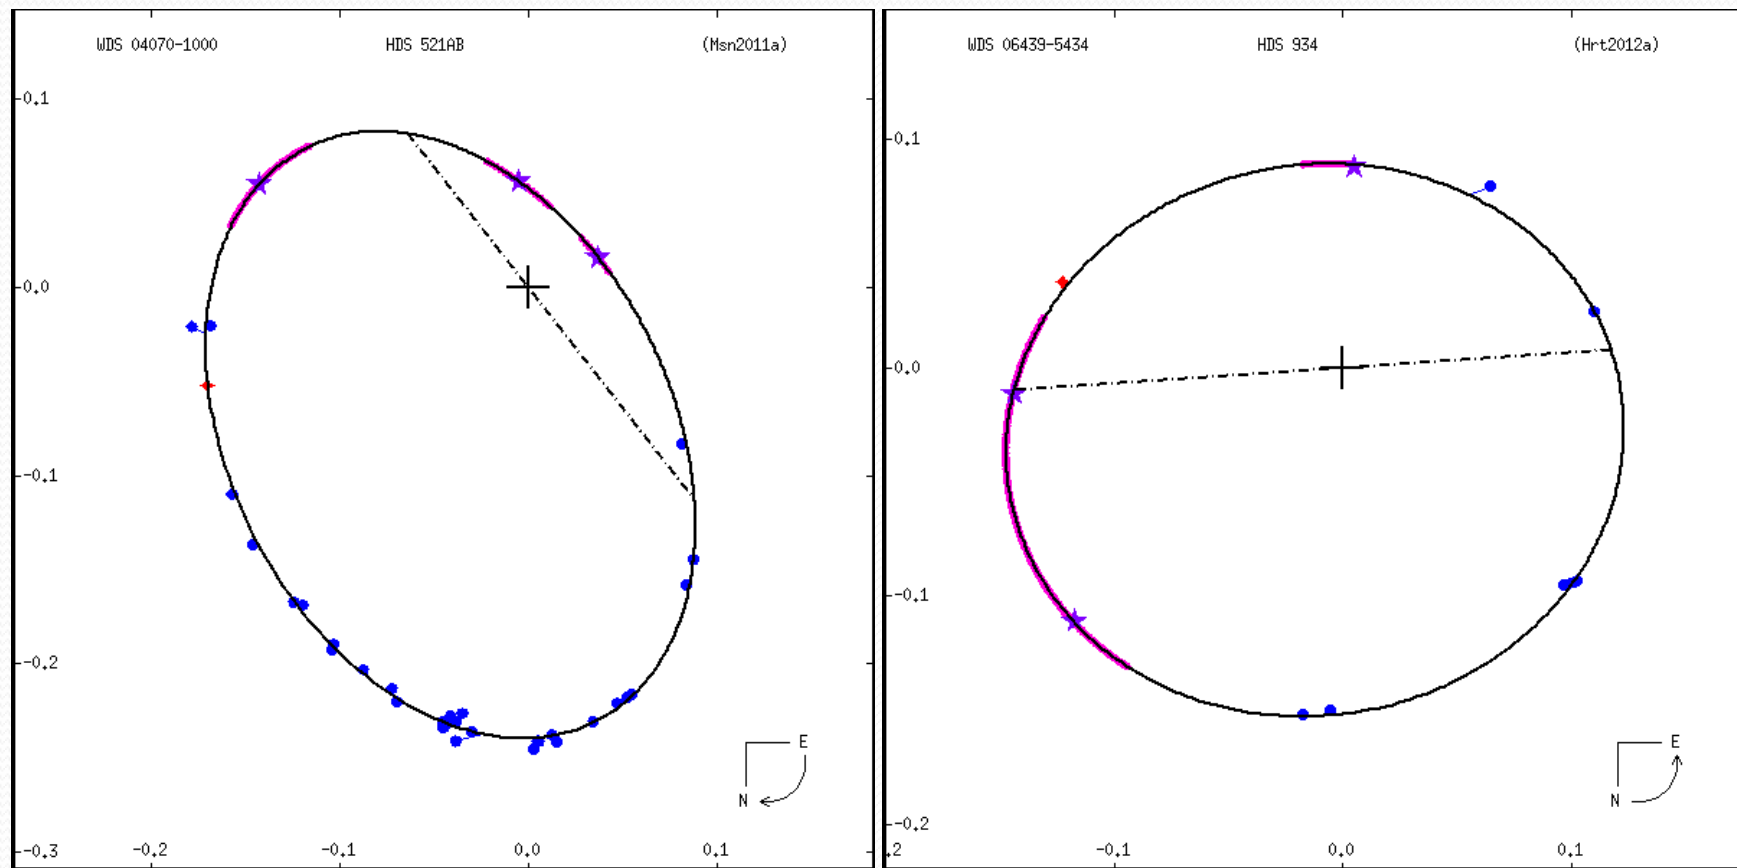 WDS 04070-1000 HDS 521AB (Msn2011a)
0.1
0.0
-0.1
-0.2
-0.3
-0.2 -0.1 0.0 0.1
E
N
WDS 06439-5434 HDS 934 (Hrt2012a)
0.1
0.0
-0.1
-0.2
.2 -0.1 0.0 0.1
E
N